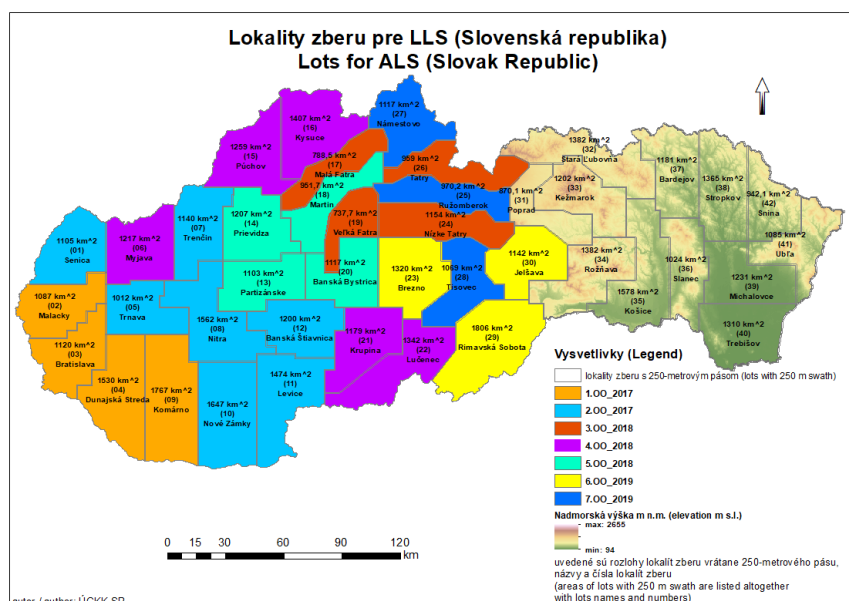 Lokality zberu pre LLS (Slovenská republika)
Lots for ALS (Slovak Republic)
1117 km^2
(27)
Námestovo
1407 km^2
(16)
Kysuce
1259 km^2
(15)
Púchov
788,5 km^2
(17)
Malá Fatra
959 km^2
(26)
Tatry
951,7 km^2
(18)
Martin
970,2 km^2
(25)
Ružomberok
1382 km^2
(32)
Stará Ľubovňa
1202 km^2
(33)
Kežmarok
870,1 km^2
(31)
Poprad
1181 km^2
(37)
Bardejov
1365 km^2
(38)
Stropkov
942,1 km^2
(42)
Snina
1085 km^2
(41)
Ubľa
1105 km^2
(01)
Senica
1217 km^2
(06)
Myjava
1140 km^2
(07)
Trenčín
1207 km^2
(14)
Prievidza
737,7 km^2
(19)
Veľká Fatra
1154 km^2
(24)
Nízke Tatry
1117 km^2
(20)
Banská Bystrica
1320 km^2
(23)
Brezno
1069 km^2
(28)
Tisovec
1142 km^2
(30)
Jelšava
1382 km^2
(34)
Rožňava
1578 km^2
(35)
Košice
1024 km^2
(36)
Slanec
1231 km^2
(39)
Michalovce
1310 km^2
(40)
Trebišov
1087 km^2
(02)
Malacky
1012 km^2
(05)
Trnava
1103 km^2
(13)
Partizánske
1562 km^2
(08)
Nitra
1200 km^2
(12)
Banská Štiavnica
1120 km^2
(03)
Bratislava
1530 km^2
(04)
Dunajská Streda
1767 km^2
(09)
Komárno
1647 km^2
(10)
Nové Zámky
1474 km^2
(11)
Levice
1179 km^2
(21)
Krupina
1342 km^2
(22)
Lučenec
1806 km^2
(29)
Rimavská Sobota
Vysvetlivky (Legend)
lokality zberu s 250-metrovým pásom (lots with 250 m swath)
1.OO_2017
2.OO_2017
3.OO_2018
4.OO_2018
5.OO_2018
6.OO_2019
7.OO_2019
Nadmorská výška m n.m. (elevation m s.l.)
max: 2655
min: 94
uvedené sú rozlohy lokalít zberu vrátane 250-metrového pásu,
názvy a čísla lokalít zberu
(areas of lots with 250 m swath are listed altogether
with lots names and numbers)
0 15 30 60 90 120
km
autor / author: ÚGKK SR